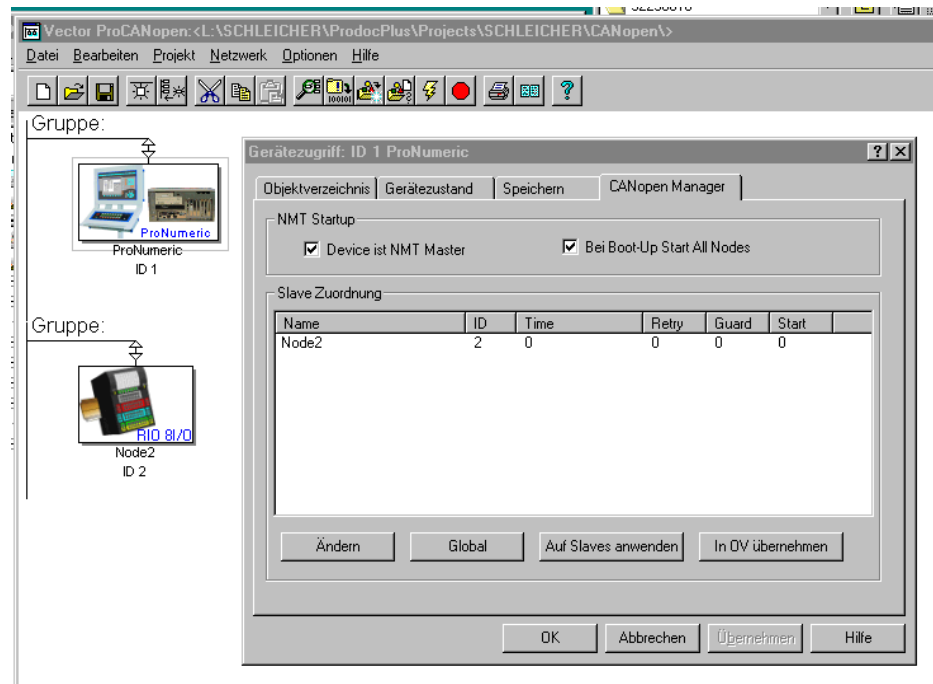 Vector ProCANopen:<L:\SCHLEICHER\ProdocPlus\Projects\SCHLEICHER\CANopen\>
Datei Bearbeiten Projekt Netzwerk Optionen Hilfe
Gruppe:
ProNumeric
ProNumeric
ID 1
Gruppe:
RIO 8I/O
Node2
ID 2
Gerätezugriff: ID 1 ProNumeric
Objektverzeichnis Gerätezustand Speichern CANopen Manager
NMT Startup
Device ist NMT Master Bei Boot-Up Start All Nodes
Slave Zuordnung
Name ID Time Retry Guard Start
Node2 2 0 0 0 0
Ändern Global Auf Slaves anwenden In OV übernehmen
OK Abbrechen Übernehmen Hilfe